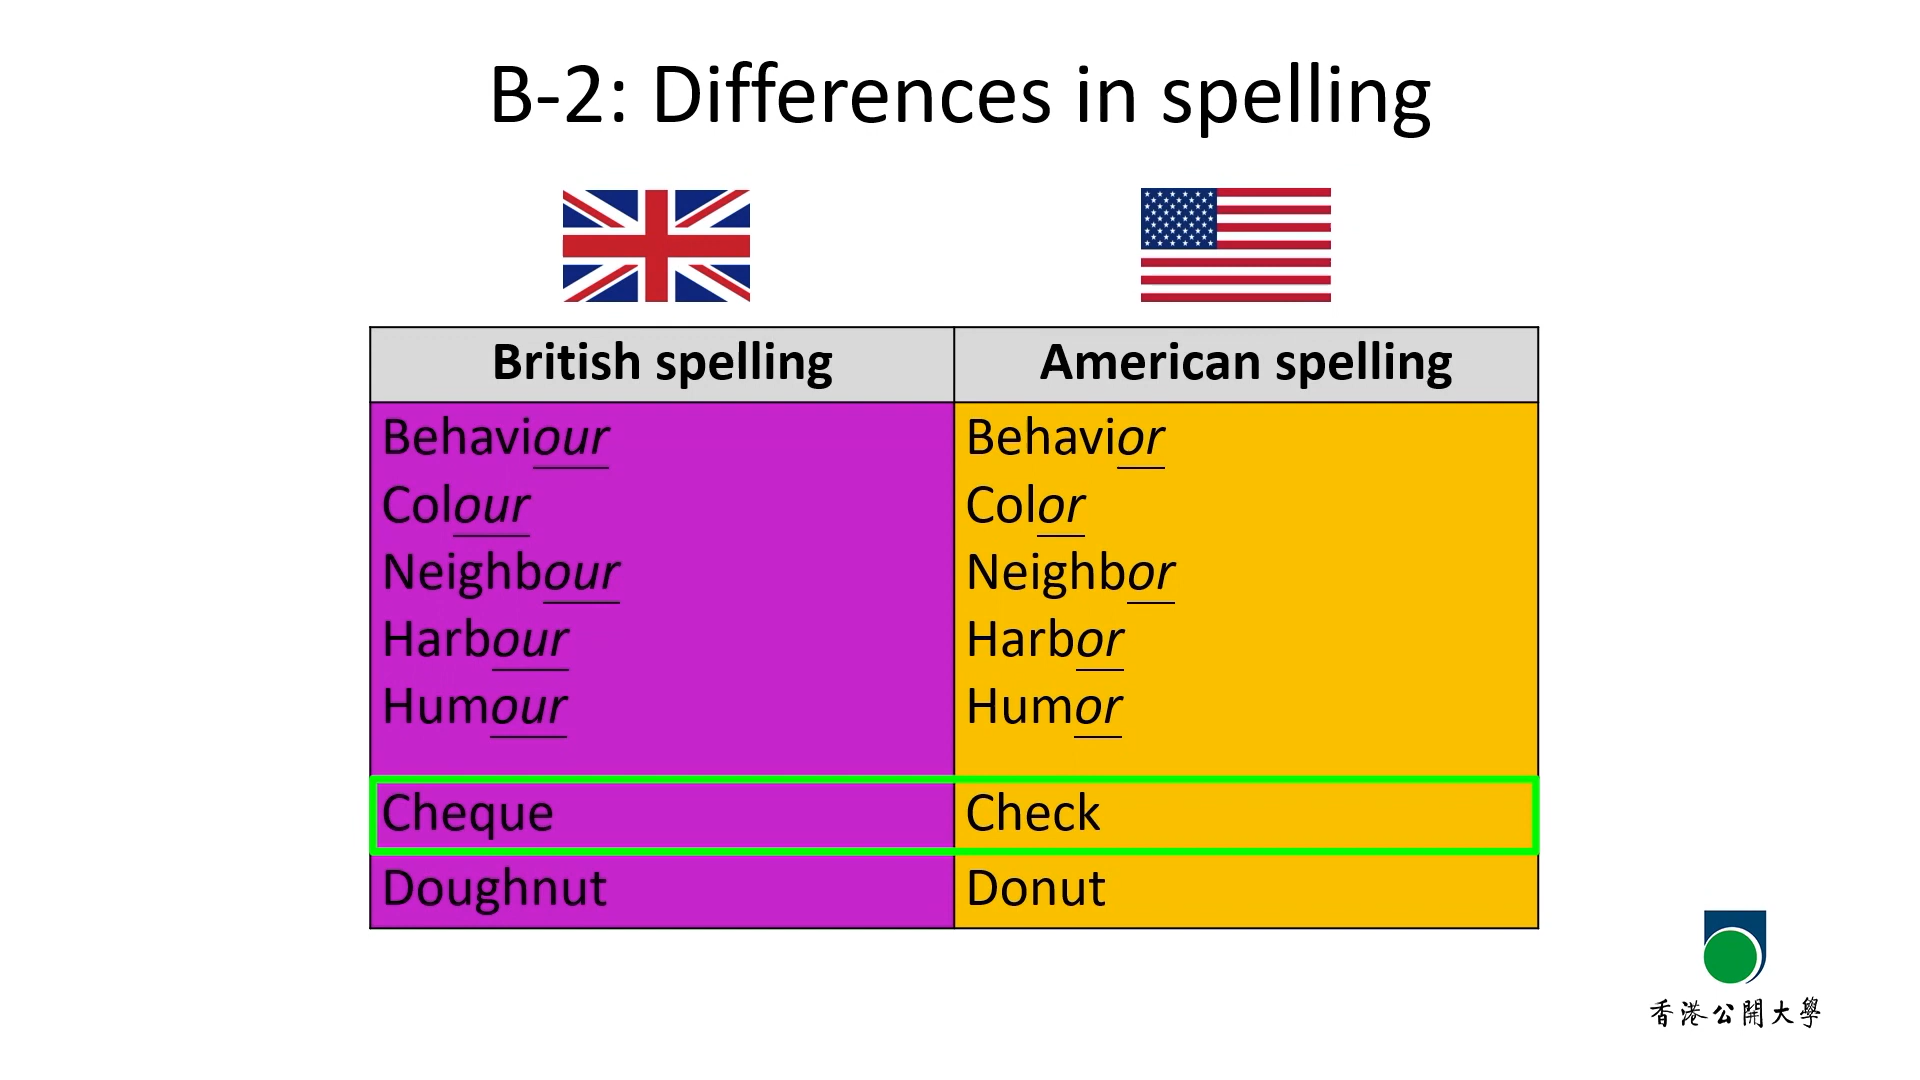 B-2: Differences in spelling
British spelling American spelling
Behaviour Behavior
Colour Color
Neighbour Neighbor
Harbour Harbor
Humour Humor
Cheque Check
Doughnut Donut
香港公開大學